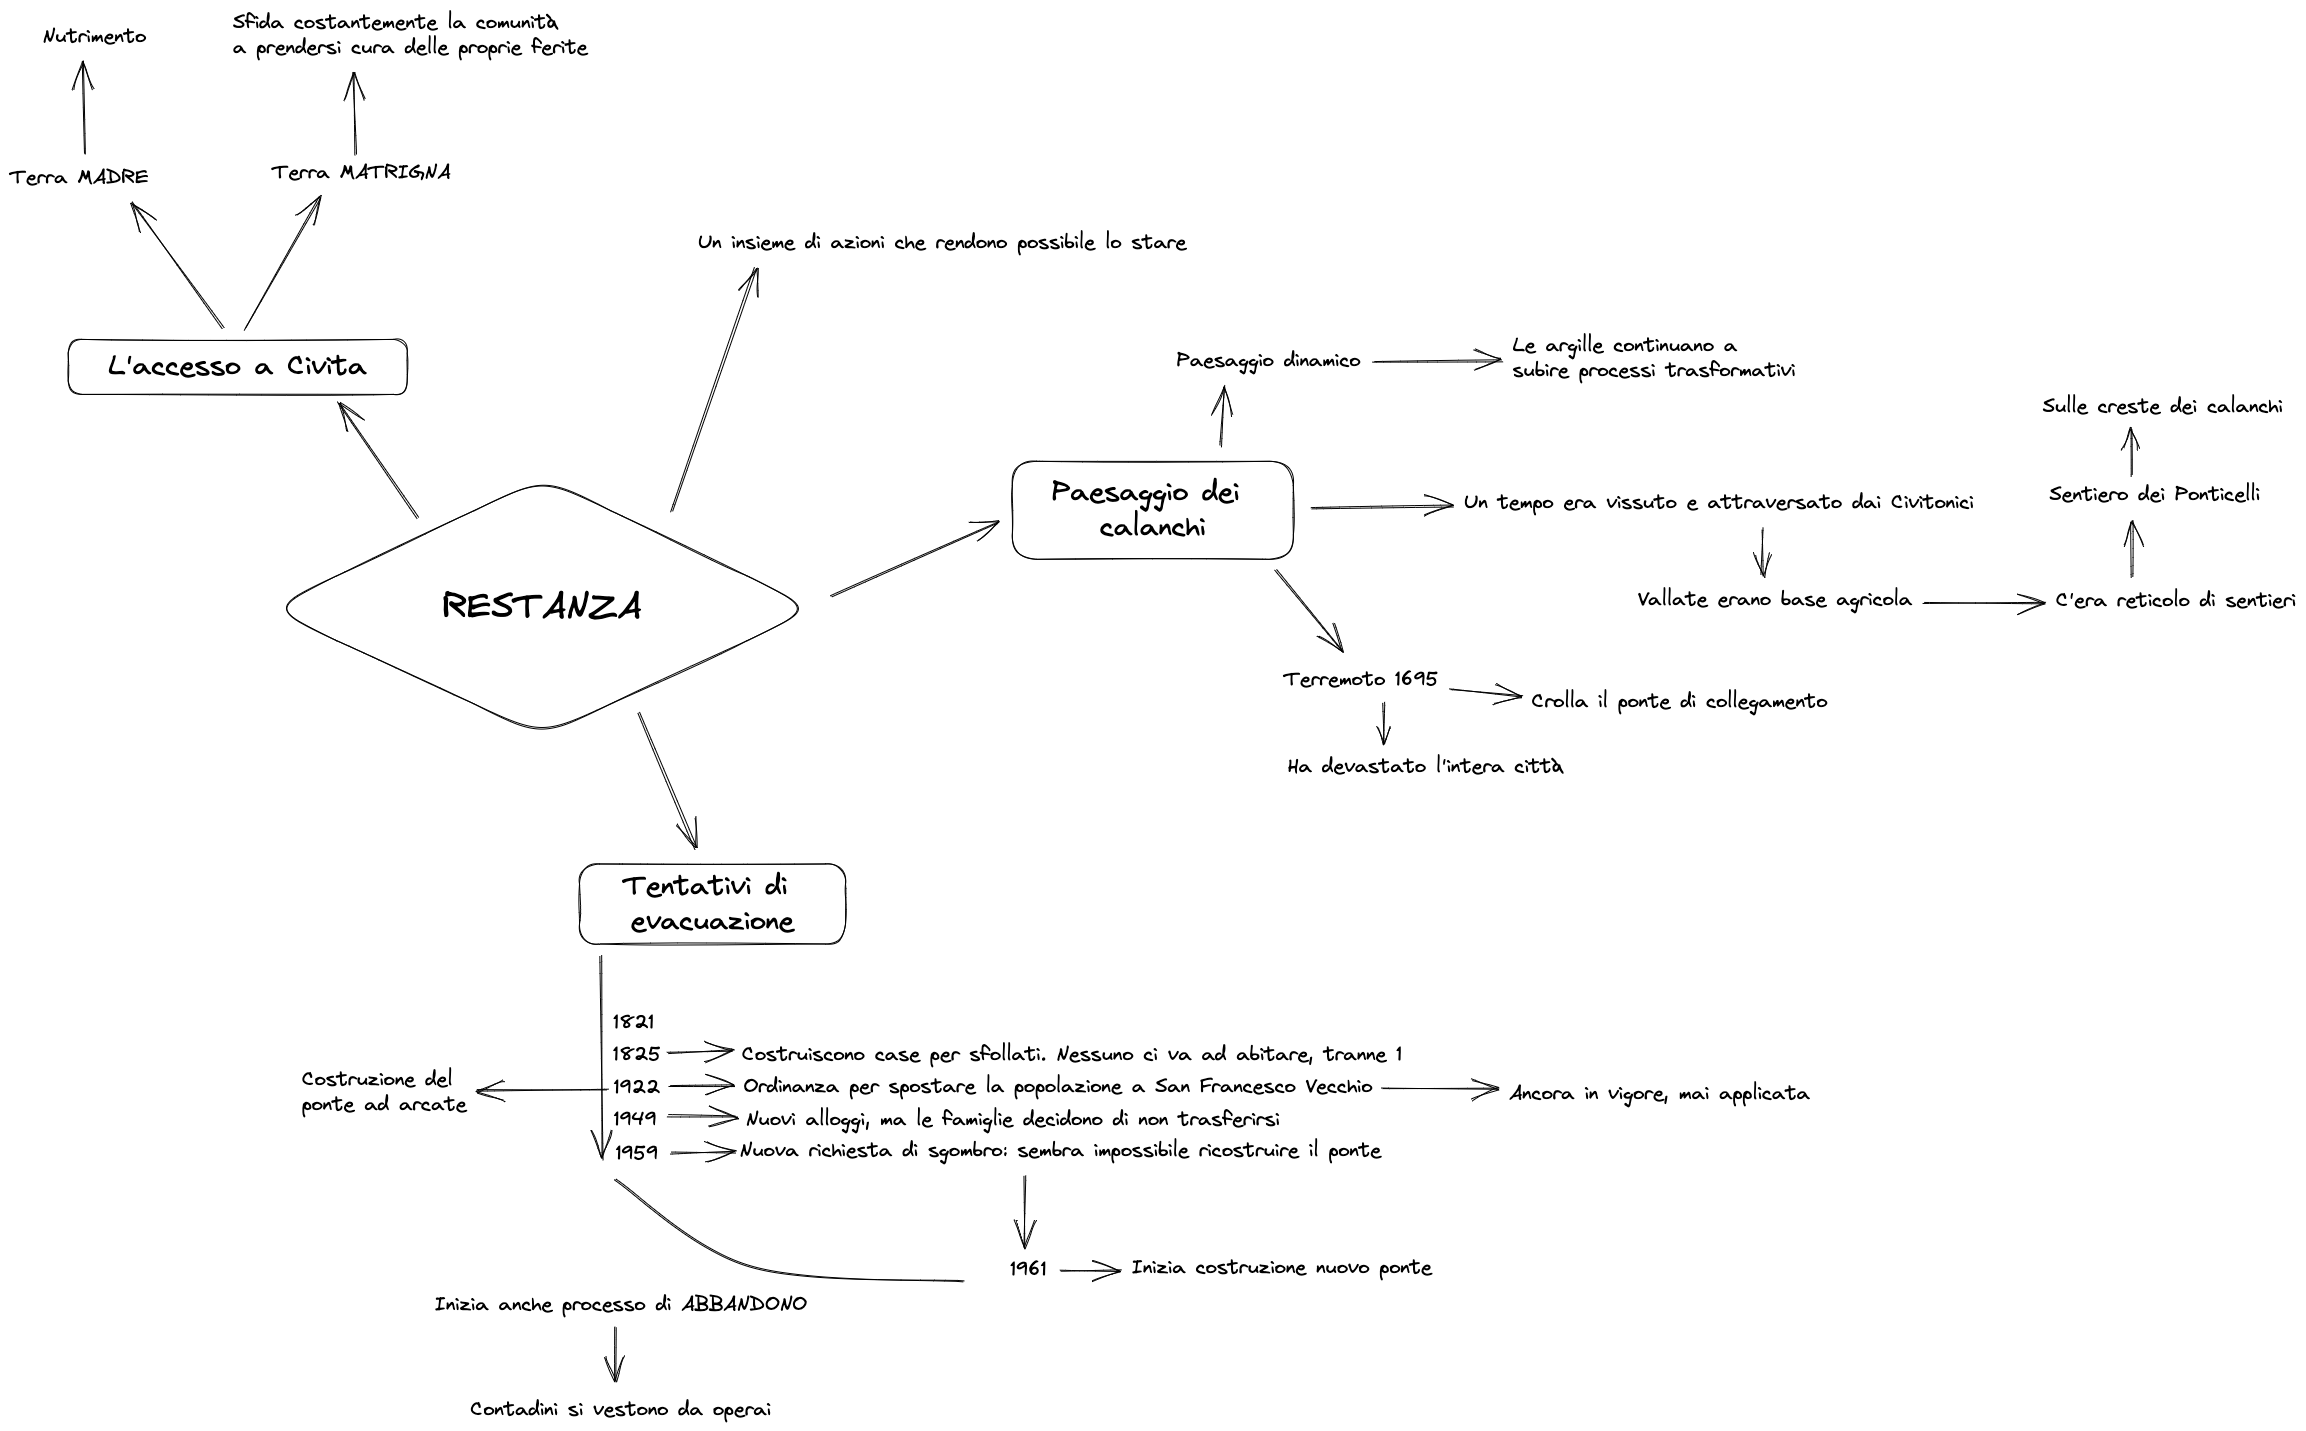 Nutrimento
Sfida costantemente la comunità
a prendersi cura delle proprie ferite
Terra MADRE
Terra MATRIGNA
Un insieme di azioni che rendono possibile lo stare
L'accesso a Civita
Paesaggio dinamico
Le argille continuano a
subire processi trasformativi
Sulle creste dei calanchi
Paesaggio dei
calanchi
Un tempo era vissuto e attraversato dai Civitonici
Sentiero dei Ponticelli
RESTANZA
Vallate erano base agricola
C'era reticolo di sentieri
Terremoto 1695
Crolla il ponte di collegamento
Ha devastato l'intera città
Tentativi di
evacuazione
1821
1825
Costruiscono case per sfollati. Nessuno ci va ad abitare, tranne 1
Costruzione del
ponte ad arcate
1922
Ordinanza per spostare la popolazione a San Francesco Vecchio
Ancora in vigore, mai applicata
1949
Nuovi alloggi, ma le famiglie decidono di non trasferirsi
1959
Nuova richiesta di sgombro: sembra impossibile ricostruire il ponte
1961
Inizia costruzione nuovo ponte
Inizia anche processo di ABBANDONO
Contadini si vestono da operai